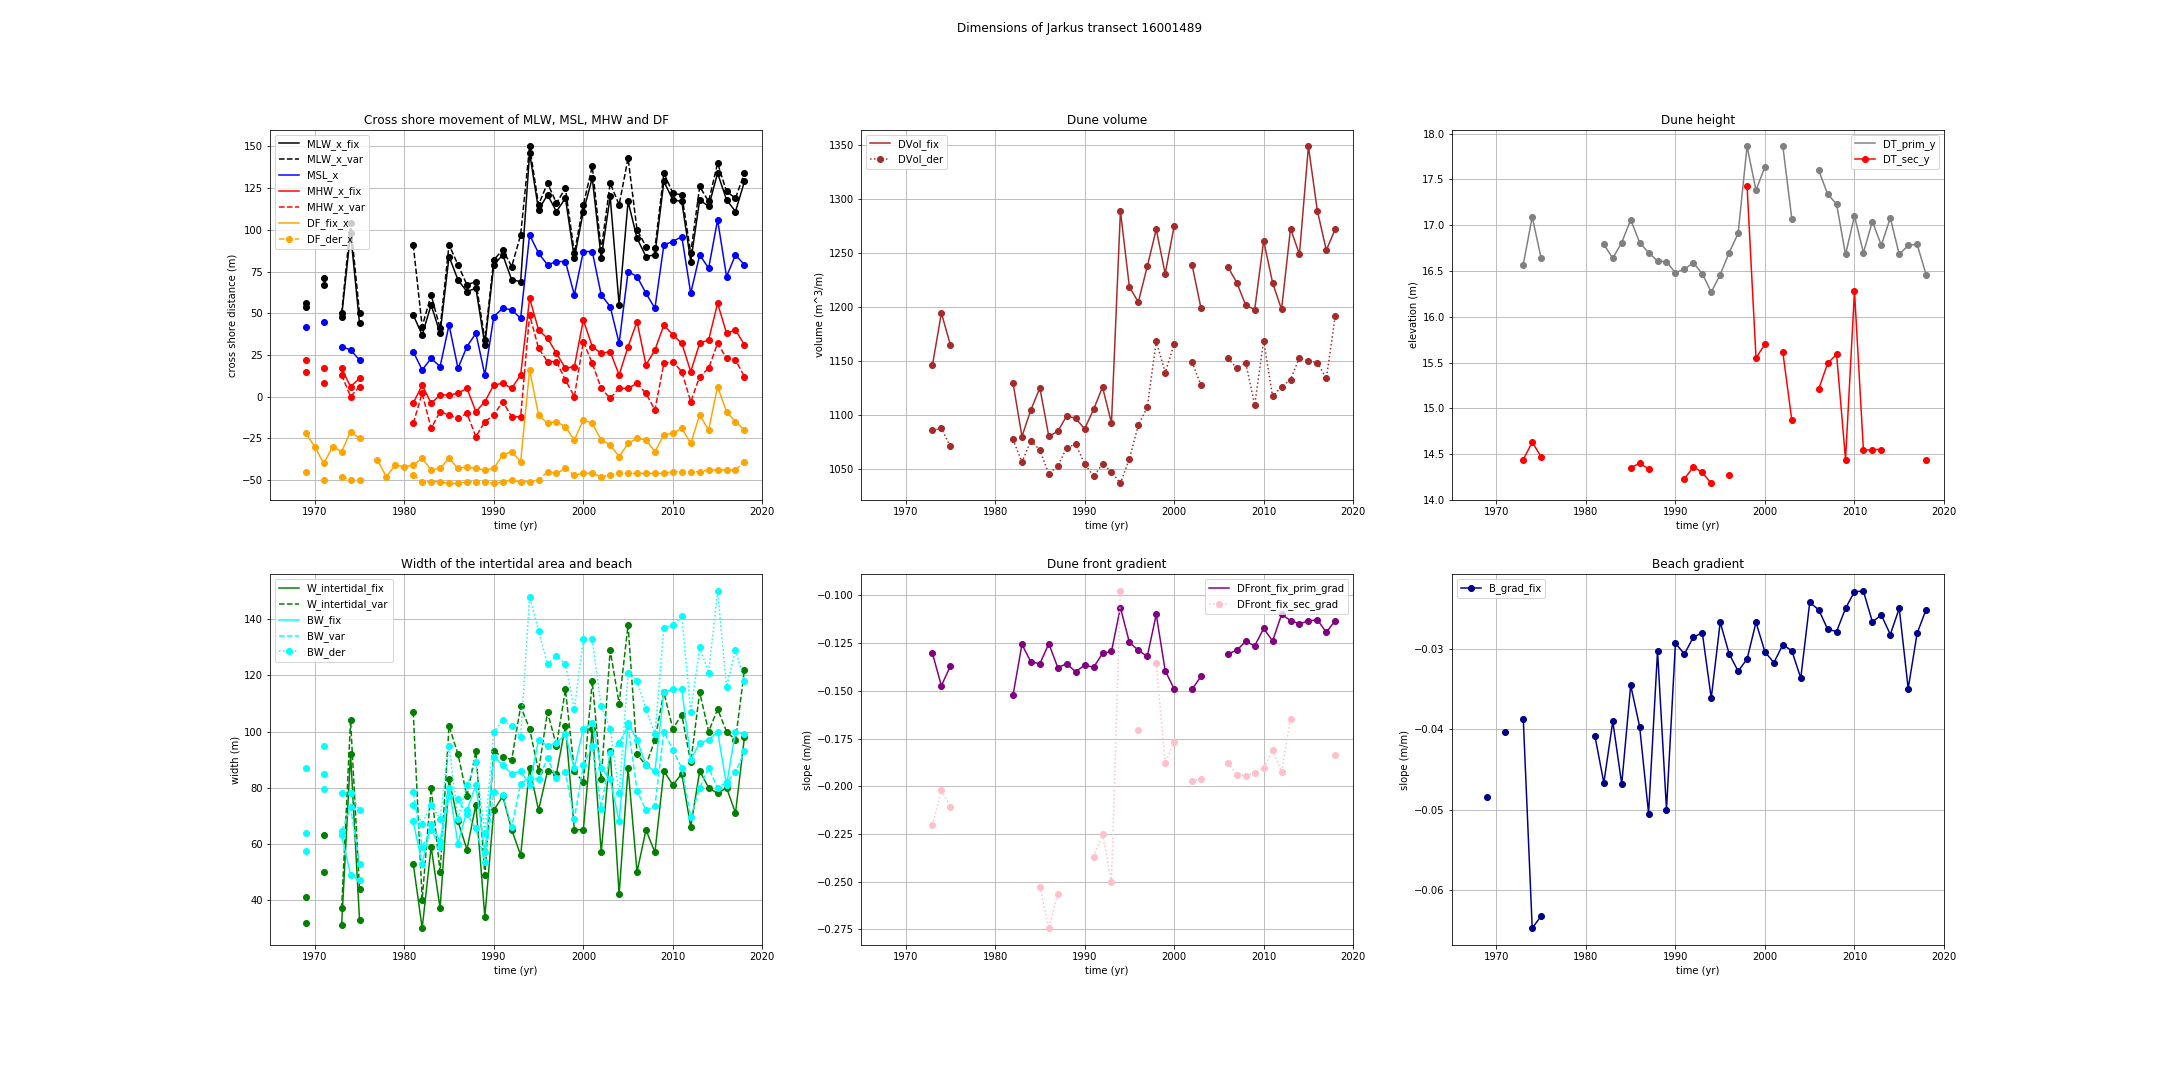 Dimensions of Jarkus transect 16001489
Cross shore movement of MLW, MSL, MHW and DF
MLW_x_fix
MLW_x_var
MSL_x
MHW_x_fix
MHW_x_var
DF_fix_x
DF_der_x
150
125
100
75
50
25
0
−25
−50
cross shore distance (m)
1970 1980 1990 2000 2010 2020
time (yr)
Dune volume
DVol_fix
DVol_der
1350
1300
1250
1200
1150
1100
1050
volume (m^3/m)
1970 1980 1990 2000 2010 2020
time (yr)
Dune height
DT_prim_y
DT_sec_y
18.0
17.5
17.0
16.5
16.0
15.5
15.0
14.5
14.0
elevation (m)
1970 1980 1990 2000 2010 2020
time (yr)
Width of the intertidal area and beach
W_intertidal_fix
W_intertidal_var
BW_fix
BW_var
BW_der
140
120
100
80
60
40
width (m)
1970 1980 1990 2000 2010 2020
time (yr)
Dune front gradient
DFront_fix_prim_grad
DFront_fix_sec_grad
−0.100
−0.125
−0.150
−0.175
−0.200
−0.225
−0.250
−0.275
slope (m/m)
1970 1980 1990 2000 2010 2020
time (yr)
Beach gradient
B_grad_fix
−0.03
−0.04
−0.05
−0.06
slope (m/m)
1970 1980 1990 2000 2010 2020
time (yr)